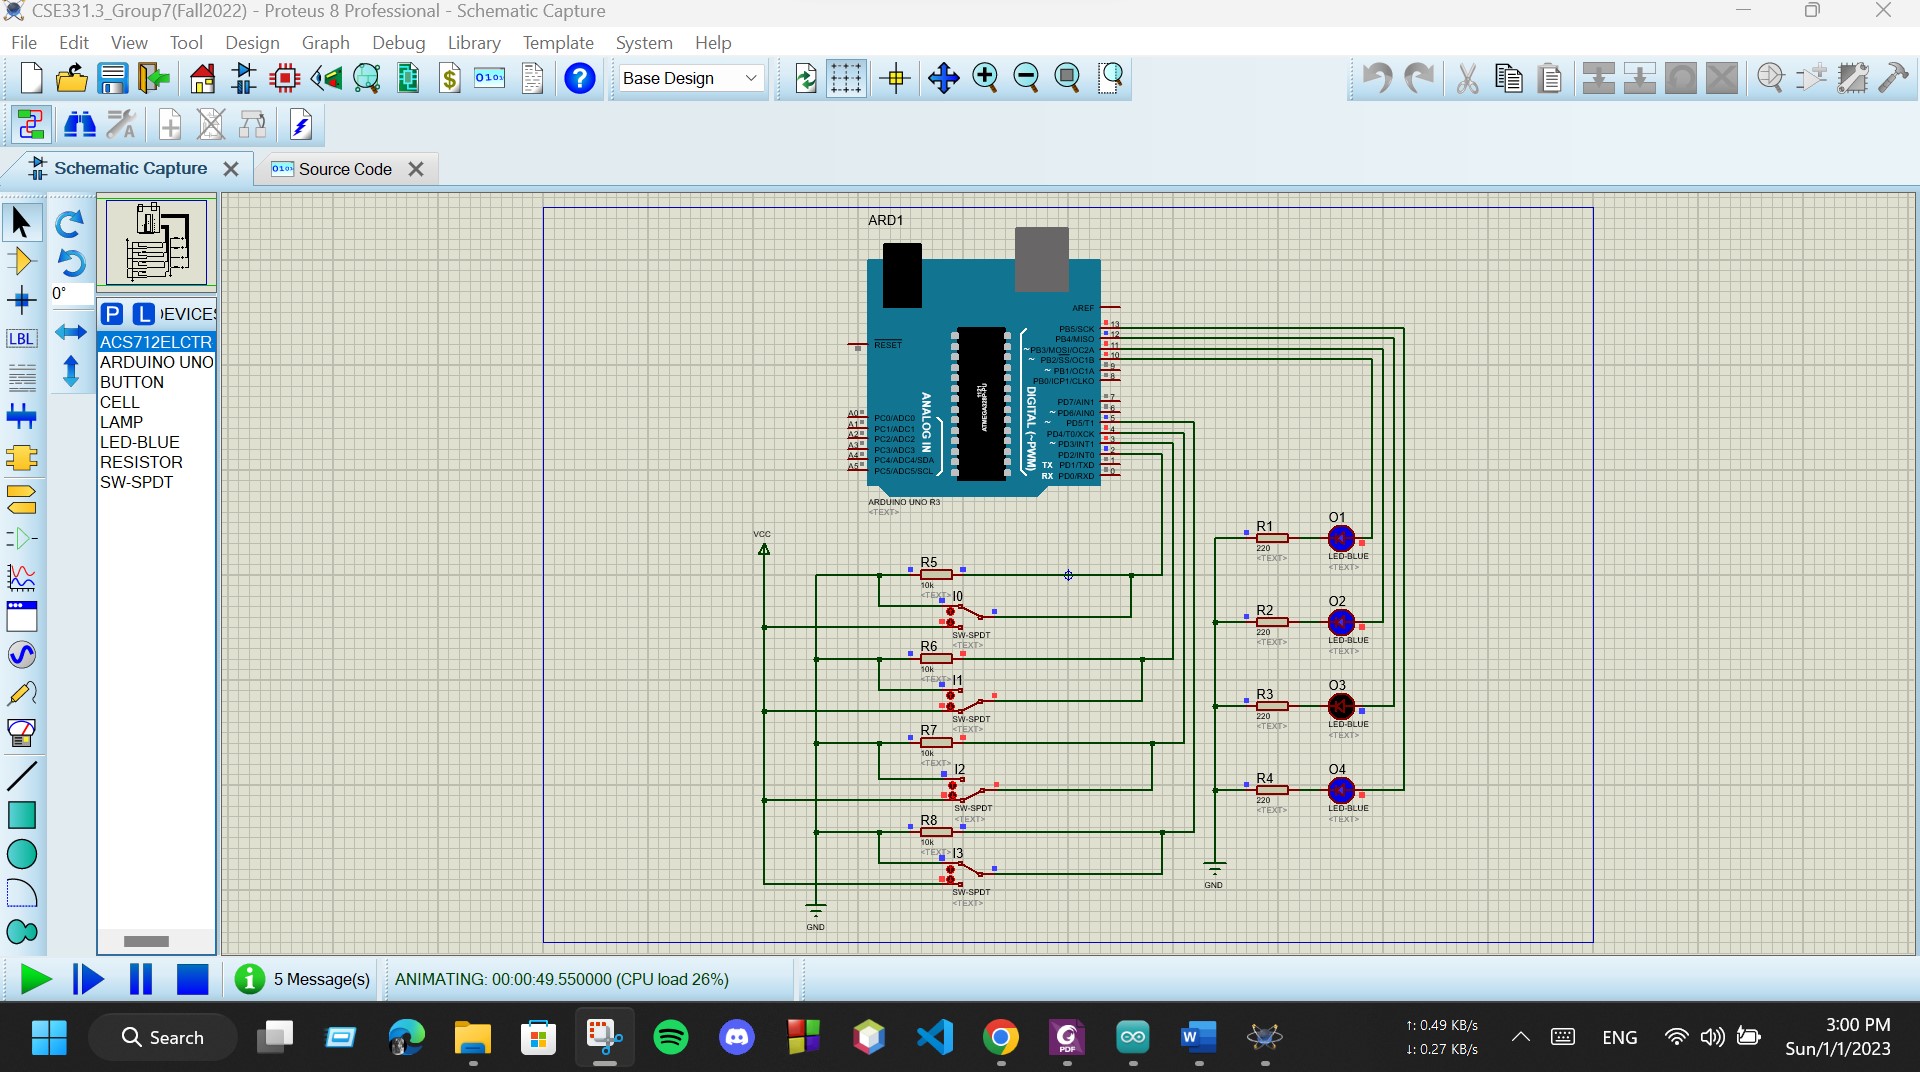 CSE331.3_Group7(Fall2022) - Proteus 8 Professional - Schematic Capture
File Edit View Tool Design Graph Debug Library Template System Help
Base Design
Schematic Capture
Source Code
0°
P L DEVICES
ACS712ELCTR
ARDUINO UNO
BUTTON
CELL
LAMP
LED-BLUE
RESISTOR
SW-SPDT
LBL
ARD1
AREF
RESET
PB5/SCK 13
PB4/MISO 12
~PB3/MOSI/OC2A 11
~ PB2/SS/OC1B 10
~ PB1/OC1A 9
PB0/ICP1/CLKO 8
PD7/AIN1 7
~ PD6/AIN0 6
~ PD5/T1 5
PD4/T0/XCK 4
~ PD3/INT1 3
PD2/INT0 2
TX PD1/TXD 1
RX PD0/RXD 0
A0 PC0/ADC0
A1 PC1/ADC1
A2 PC2/ADC2
A3 PC3/ADC3
A4 PC4/ADC4/SDA
A5 PC5/ADC5/SCL
ANALOG IN
DIGITAL (~PWM)
ARDUINO UNO R3
<TEXT>
VCC
R5
10k
<TEXT>
I0
SW-SPDT
<TEXT>
R6
10k
<TEXT>
I1
SW-SPDT
<TEXT>
R7
10k
<TEXT>
I2
SW-SPDT
<TEXT>
R8
10k
<TEXT>
I3
SW-SPDT
<TEXT>
GND
R1
220
<TEXT>
O1
LED-BLUE
<TEXT>
R2
220
<TEXT>
O2
LED-BLUE
<TEXT>
R3
220
<TEXT>
O3
LED-BLUE
<TEXT>
R4
220
<TEXT>
O4
LED-BLUE
<TEXT>
GND
5 Message(s)
ANIMATING: 00:00:49.550000 (CPU load 26%)
Search
PDF
↑: 0.49 KB/s
↓: 0.27 KB/s
ENG
3:00 PM
Sun/1/1/2023